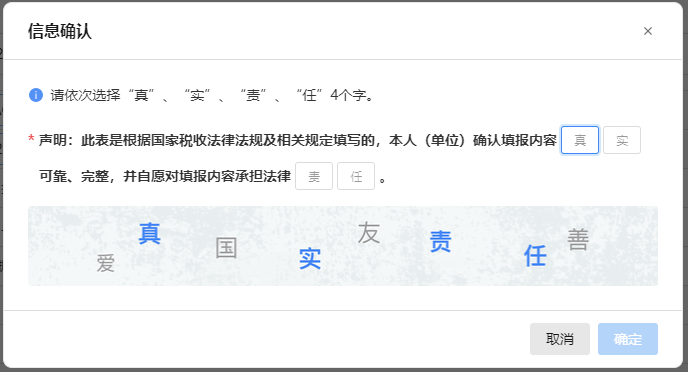 信息确认
请依次选择“真”、“实”、“责”、“任”4个字。
* 声明：此表是根据国家税收法律法规及相关规定填写的，本人（单位）确认填报内容 真 实
可靠、完整，并自愿对填报内容承担法律 责 任 。
爱 真 国 实 友 责 任 善
取消 确定